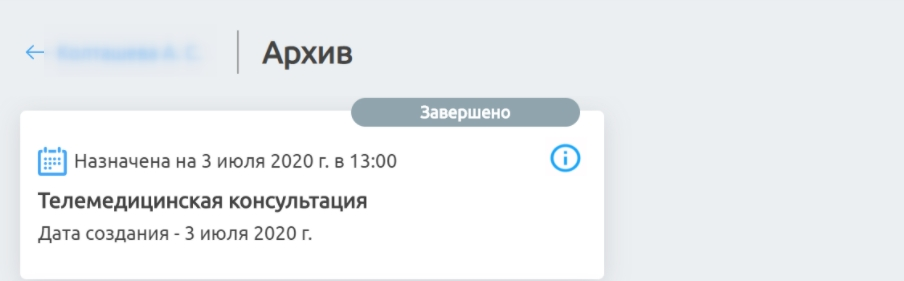 Архив
Завершено
Назначена на 3 июля 2020 г. в 13:00
Телемедицинская консультация
Дата создания - 3 июля 2020 г.